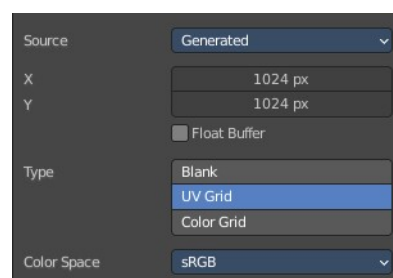 Source Generated
X 1024 px
Y 1024 px
Float Buffer
Type Blank
UV Grid
Color Grid
Color Space sRGB